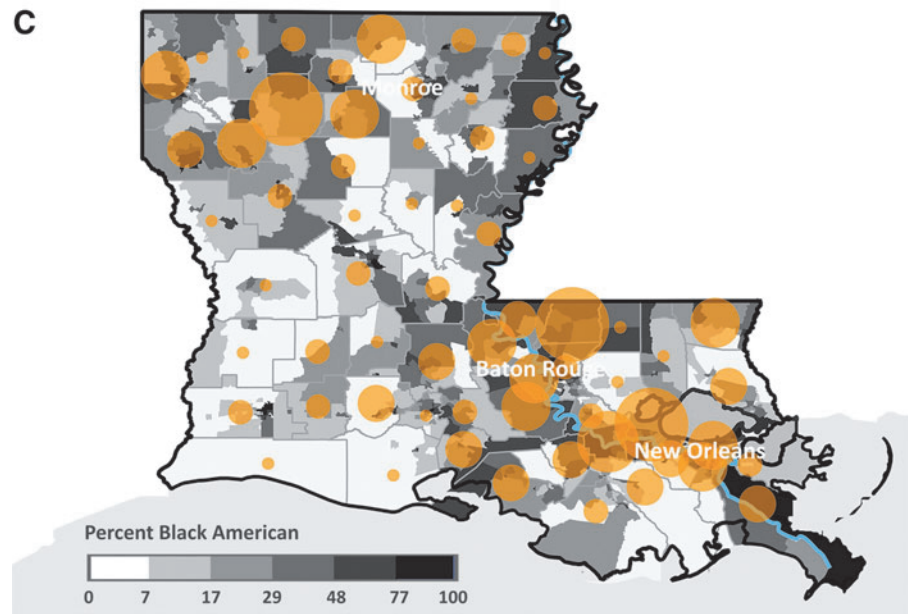 C
Monroe
Baton Rouge
New Orleans
Percent Black American
0 7 17 29 48 77 100